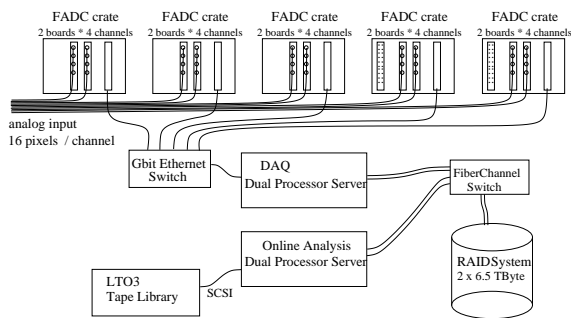 FADC crate
2 boards * 4 channels
FADC crate
2 boards * 4 channels
FADC crate
2 boards * 4 channels
FADC crate
2 boards * 4 channels
FADC crate
2 boards * 4 channels
analog input
16 pixels / channel
Gbit Ethernet
Switch
DAQ
Dual Processor Server
FiberChannel
Switch
Online Analysis
Dual Processor Server
RAIDSystem
2 x 6.5 TByte
LTO3
Tape Library
SCSI